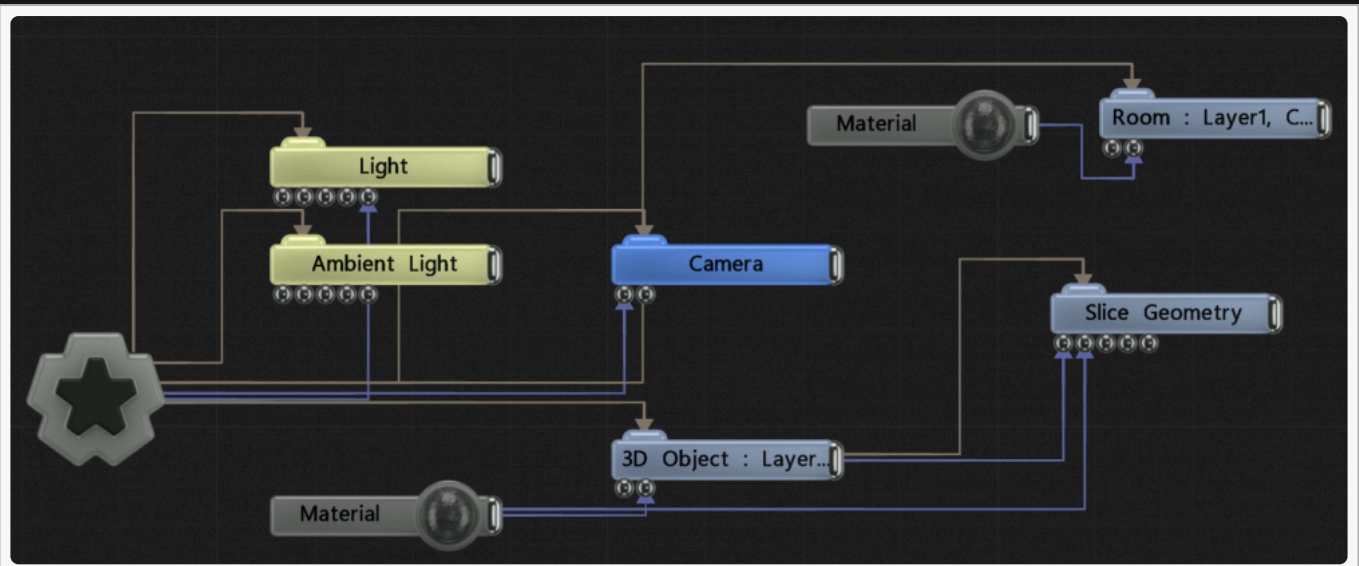 Material
Room : Layer1, C...
Light
Ambient Light
Camera
Slice Geometry
3D Object : Layer...
Material